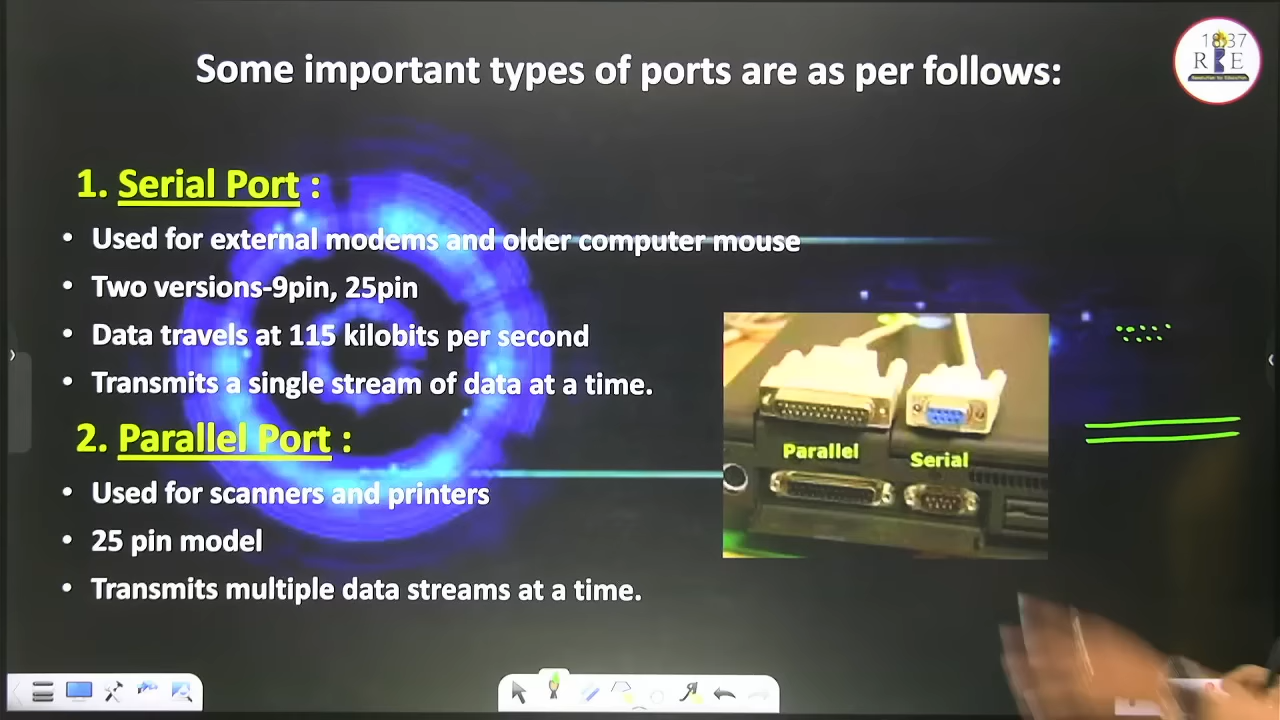 Some important types of ports are as per follows:
18:37
R E
1. Serial Port :
• Used for external modems and older computer mouse
• Two versions-9pin, 25pin
• Data travels at 115 kilobits per second
• Transmits a single stream of data at a time.
Parallel
Serial
2. Parallel Port :
• Used for scanners and printers
• 25 pin model
• Transmits multiple data streams at a time.